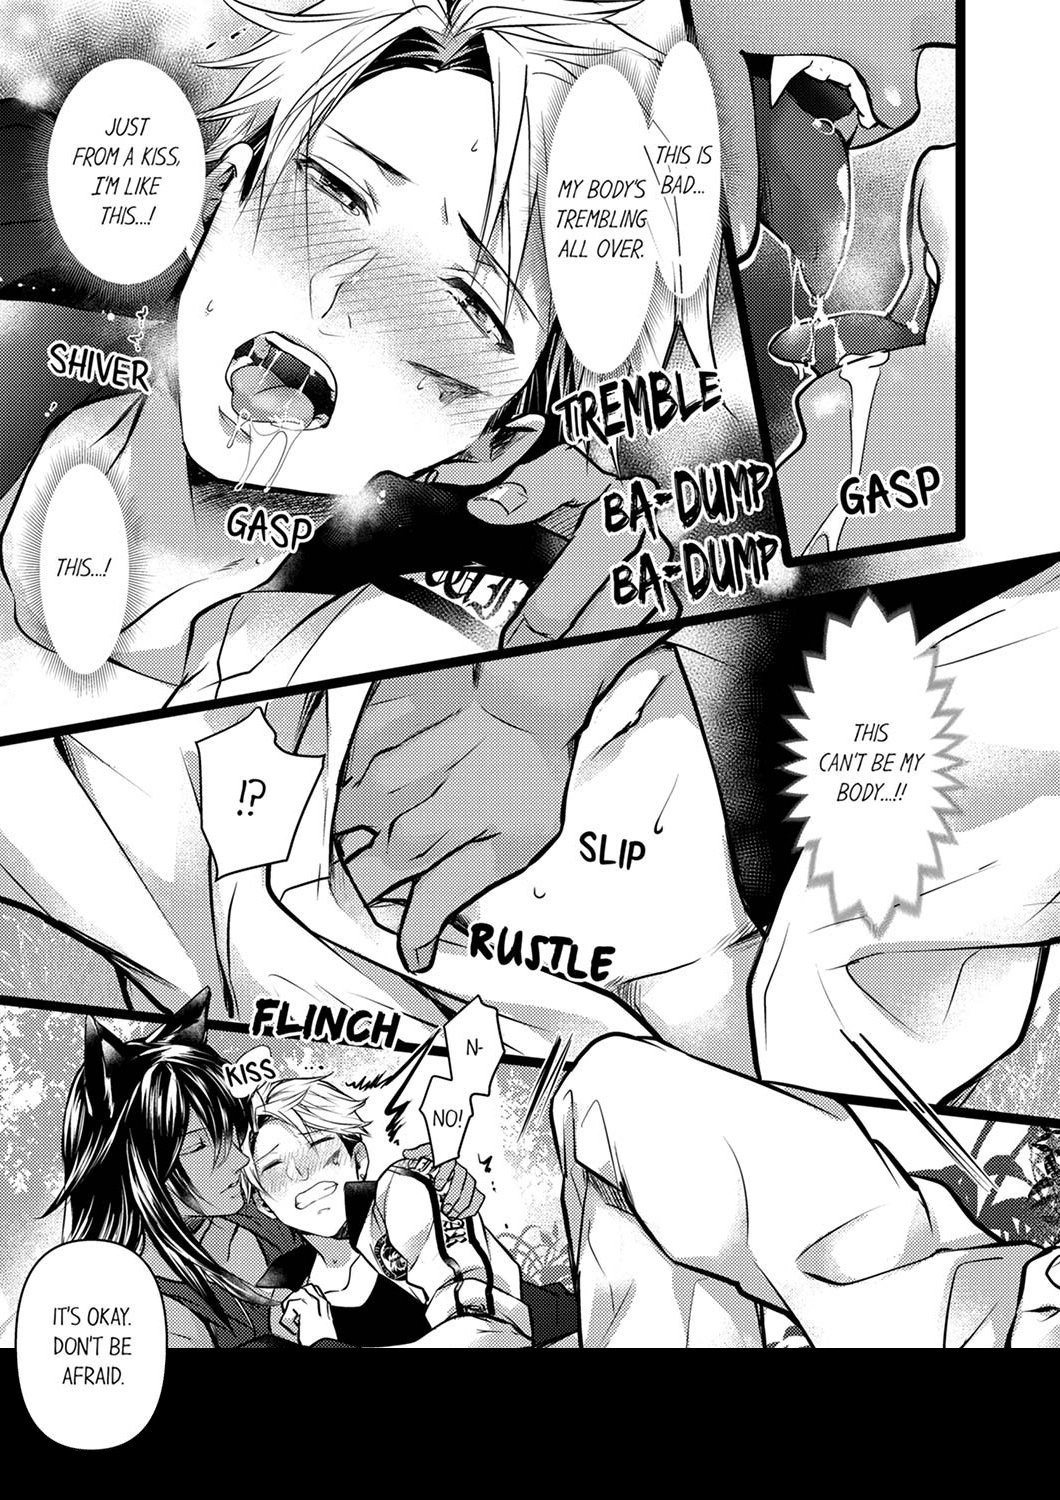 THIS IS
BAD...
MY BODY'S
TREMBLING
ALL OVER.
JUST
FROM A KISS,
I'M LIKE
THIS...!
GASP
SHIVER
TREMBLE
BA-DUMP
BA-DUMP
GASP
THIS...!
THIS
CAN'T BE MY
BODY...!!
!?
SLIP
RUSTLE
FLINCH
KISS
N-
NO!
IT'S OKAY.
DON'T BE
AFRAID.